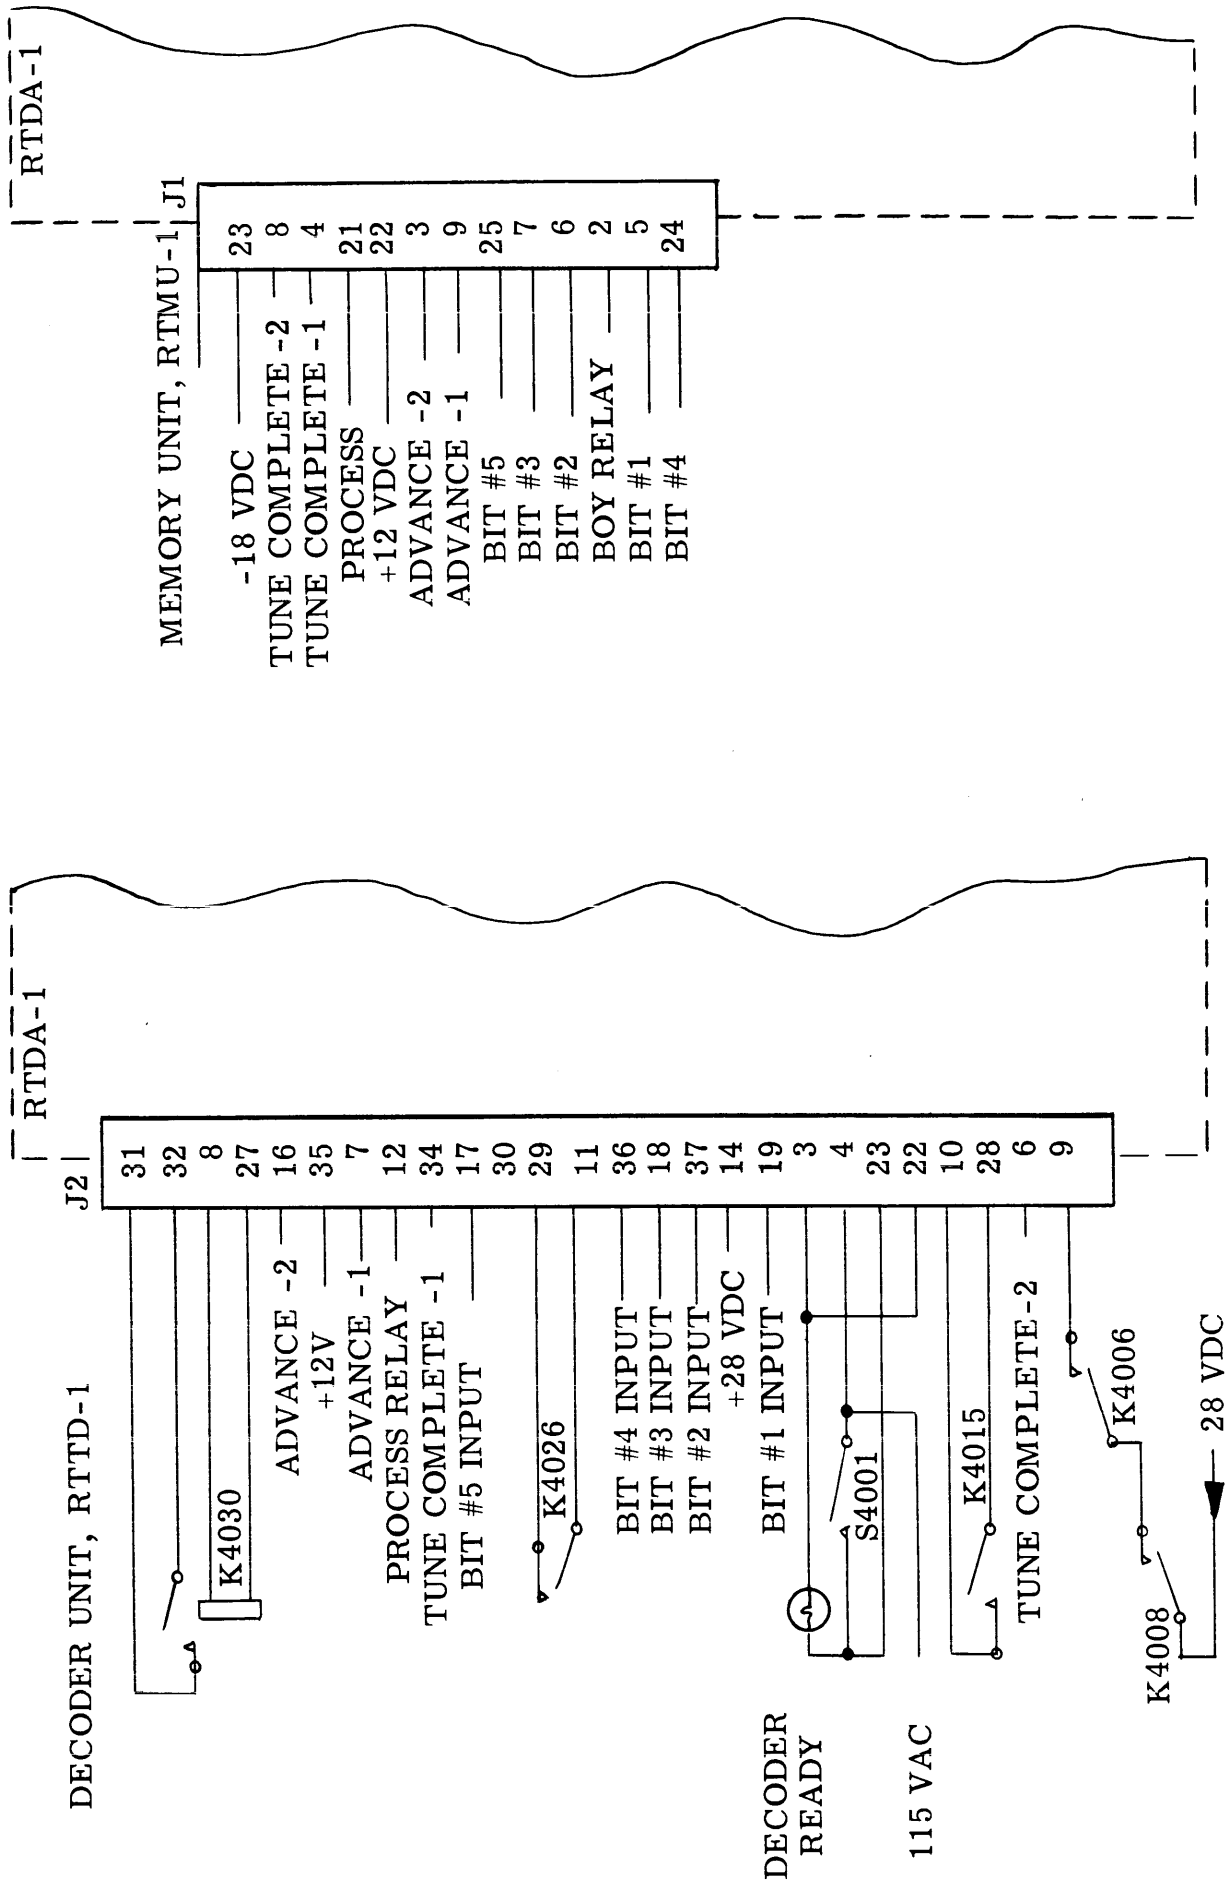 DECODER UNIT, RTTD-1
J2
RTDA-1
31
32
8
27
K4030
16
ADVANCE -2
35
+12V
7
ADVANCE -1
12
PROCESS RELAY
34
TUNE COMPLETE -1
17
BIT #5 INPUT
30
29
11
K4026
36
BIT #4 INPUT
18
BIT #3 INPUT
37
BIT #2 INPUT
14
+28 VDC
19
BIT #1 INPUT
3
4
23
22
DECODER
READY
S4001
115 VAC
10
28
K4015
6
TUNE COMPLETE-2
9
K4006
K4008
28 VDC
MEMORY UNIT, RTMU-1
J1
RTDA-1
23
-18 VDC
8
TUNE COMPLETE -2
4
TUNE COMPLETE -1
21
PROCESS
22
+12 VDC
3
ADVANCE -2
9
ADVANCE -1
25
BIT #5
7
BIT #3
6
BIT #2
2
BOY RELAY
5
BIT #1
24
BIT #4